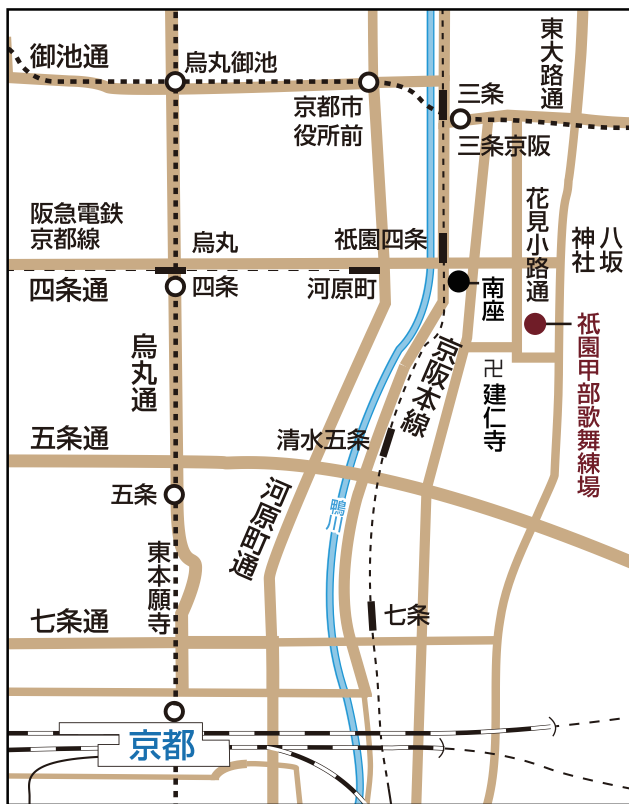 御池通
烏丸御池
京都市
役所前
三条
三条京阪
東大路通
阪急電鉄
京都線
烏丸
祇園四条
花見小路通
八坂
神社
四条通
四条
河原町
南座
祇園甲部歌舞練場
烏丸通
京阪本線
卍建仁寺
五条通
清水五条
五条
河原町通
鴨川
東本願寺
七条通
七条
京都